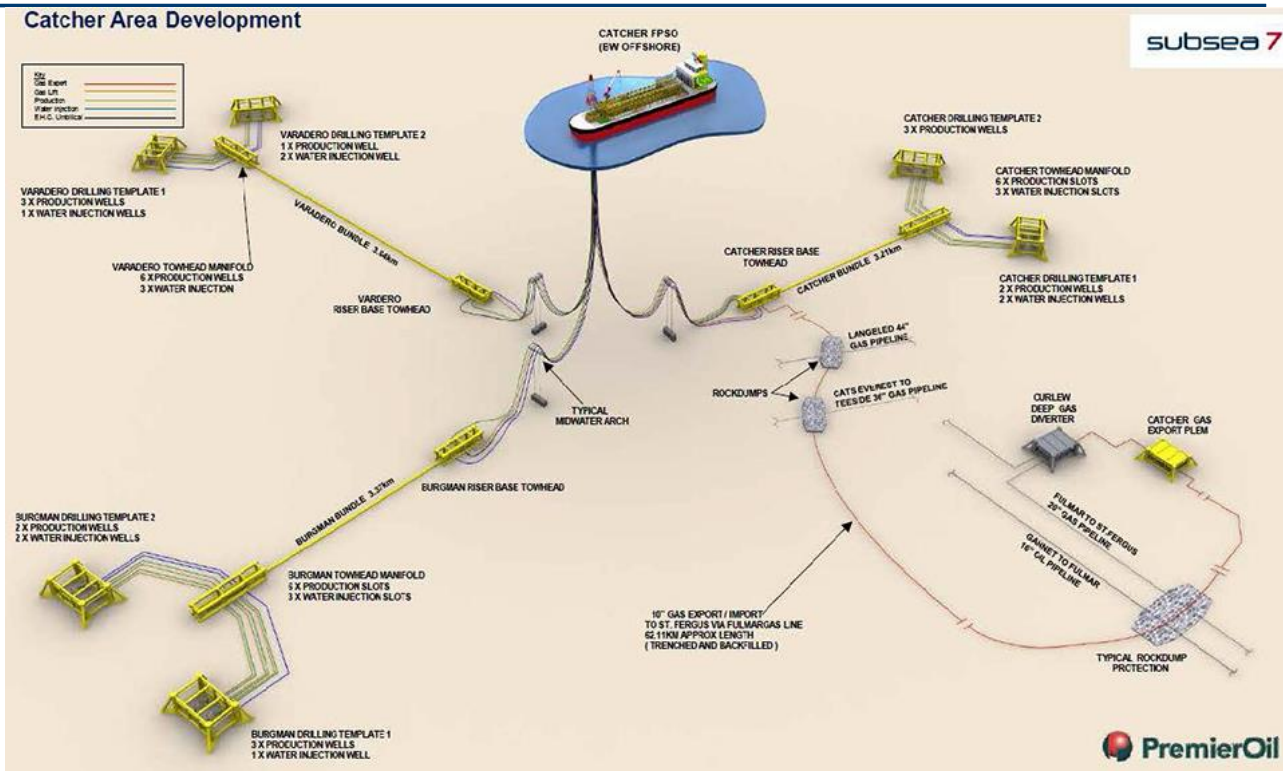 Catcher Area Development
subsea 7
CATCHER FPSO
(EW OFFSHORE)
Key
Gas Export
Gas Lift
Production
Water Injection
E.H.C. Umbilical
VARADERO DRILLING TEMPLATE 2
1 X PRODUCTION WELL
2 X WATER INJECTION WELL
VARADERO DRILLING TEMPLATE 1
3 X PRODUCTION WELLS
1 X WATER INJECTION WELLS
VARADERO TOWHEAD MANIFOLD
6 X PRODUCTION WELLS
3 X WATER INJECTION
VARADERO BUNDLE 3.64km
VARDERO
RISER BASE TOWHEAD
CATCHER DRILLING TEMPLATE 2
3 X PRODUCTION WELLS
CATCHER TOWHEAD MANIFOLD
6 X PRODUCTION SLOTS
3 X WATER INJECTION SLOTS
CATCHER RISER BASE
TOWHEAD
CATCHER BUNDLE 3.21km
CATCHER DRILLING TEMPLATE 1
2 X PRODUCTION WELLS
2 X WATER INJECTION WELLS
LANGELED 44"
GAS PIPELINE
ROCKDUMPS
CATS EVEREST TO
TEESIDE 36" GAS PIPELINE
TYPICAL
MIDWATER ARCH
CURLEW
DEEP GAS
DIVERTER
CATCHER GAS
EXPORT PLEM
BURGMAN RISER BASE TOWHEAD
BURGMAN BUNDLE 3.37km
FULMAR TO ST.FERGUS
20" GAS PIPELINE
GANNET TO FULMAR
16" OIL PIPELINE
BURGMAN DRILLING TEMPLATE 2
2 X PRODUCTION WELLS
2 X WATER INJECTION WELLS
BURGMAN TOWHEAD MANIFOLD
6 X PRODUCTION SLOTS
3 X WATER INJECTION SLOTS
10" GAS EXPORT / IMPORT
TO ST. FERGUS VIA FULMARGAS LINE
62.11KM APPROX LENGTH
( TRENCHED AND BACKFILLED )
TYPICAL ROCKDUMP
PROTECTION
BURGMAN DRILLING TEMPLATE 1
3 X PRODUCTION WELLS
1 X WATER INJECTION WELL
PremierOil